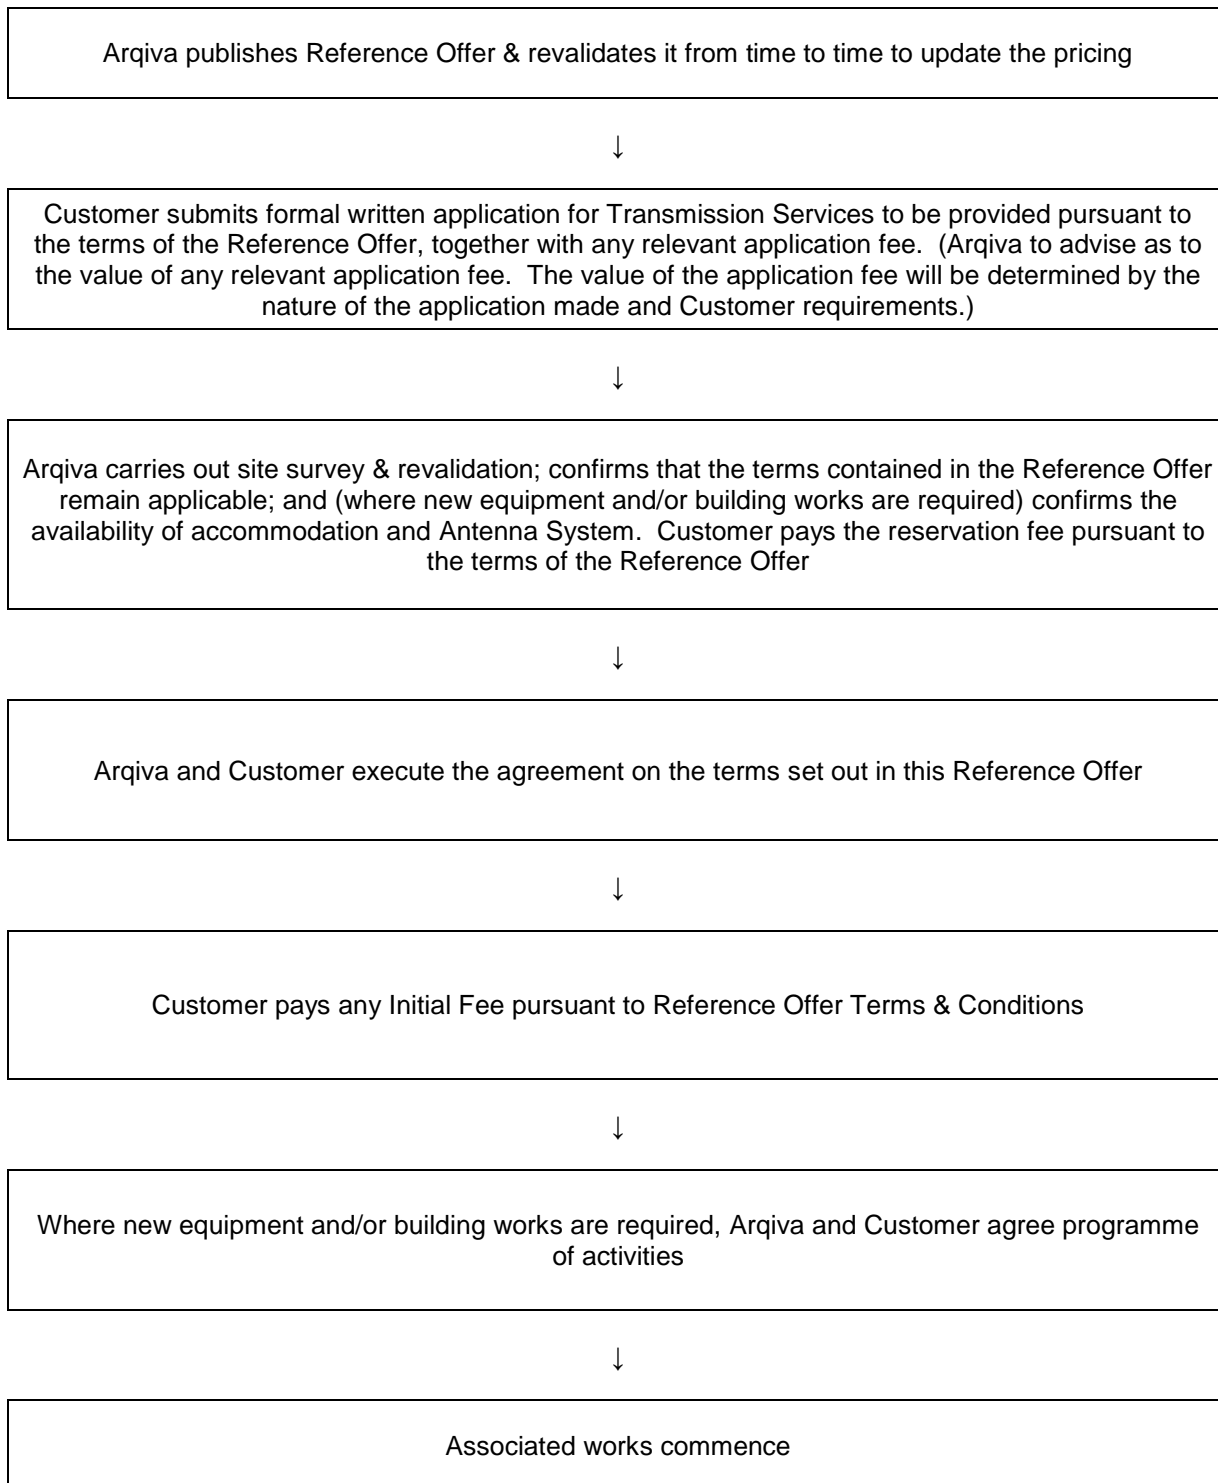 Arqiva publishes Reference Offer & revalidates it from time to time to update the pricing
↓
Customer submits formal written application for Transmission Services to be provided pursuant to
the terms of the Reference Offer, together with any relevant application fee.  (Arqiva to advise as to
the value of any relevant application fee.  The value of the application fee will be determined by the
nature of the application made and Customer requirements.)
↓
Arqiva carries out site survey & revalidation; confirms that the terms contained in the Reference Offer
remain applicable; and (where new equipment and/or building works are required) confirms the
availability of accommodation and Antenna System.  Customer pays the reservation fee pursuant to
the terms of the Reference Offer
↓
Arqiva and Customer execute the agreement on the terms set out in this Reference Offer
↓
Customer pays any Initial Fee pursuant to Reference Offer Terms & Conditions
↓
Where new equipment and/or building works are required, Arqiva and Customer agree programme
of activities
↓
Associated works commence